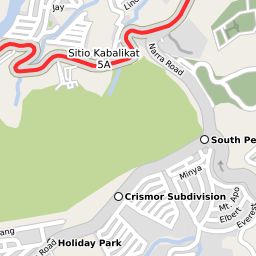 Jay
Sitio Kabalikat
5A
Narra Road
South Pe
Minya
Mt. Apo
Everest
Elbert
Crismor Subdivision
Road
Holiday Park